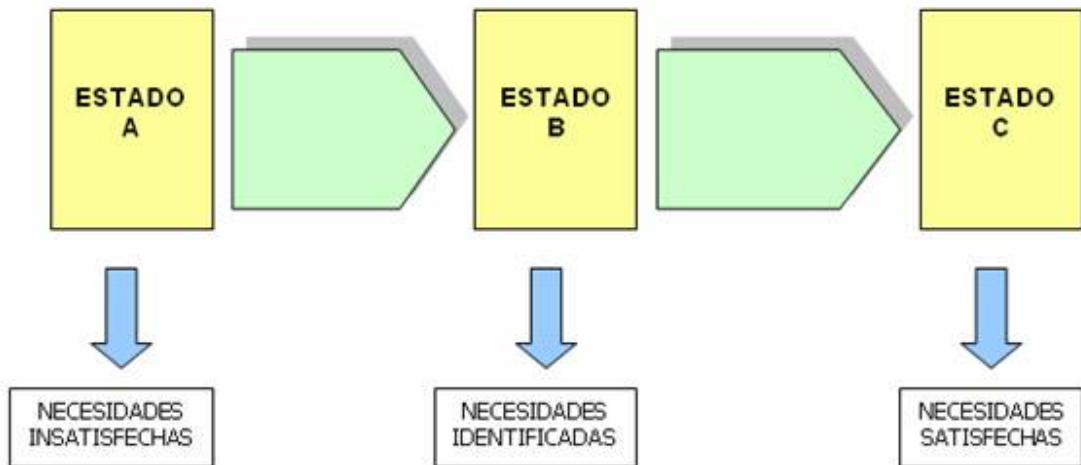 ESTADO
A
ESTADO
B
ESTADO
C
NECESIDADES
INSATISFECHAS
NECESIDADES
IDENTIFICADAS
NECESIDADES
SATISFECHAS